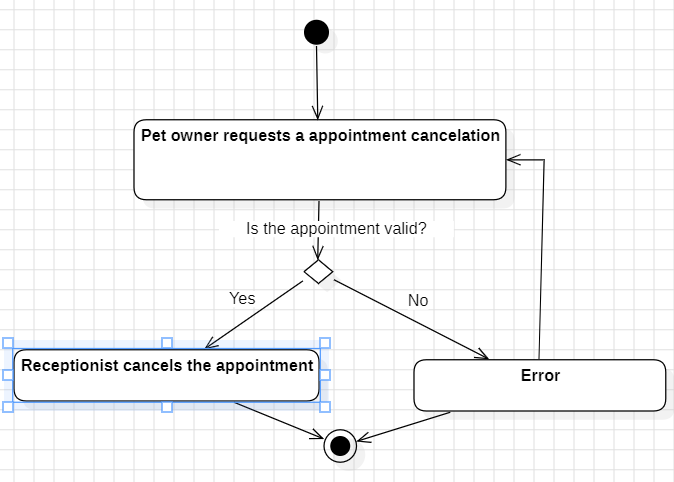 Pet owner requests a appointment cancelation
Is the appointment valid?
Yes
No
Receptionist cancels the appointment
Error